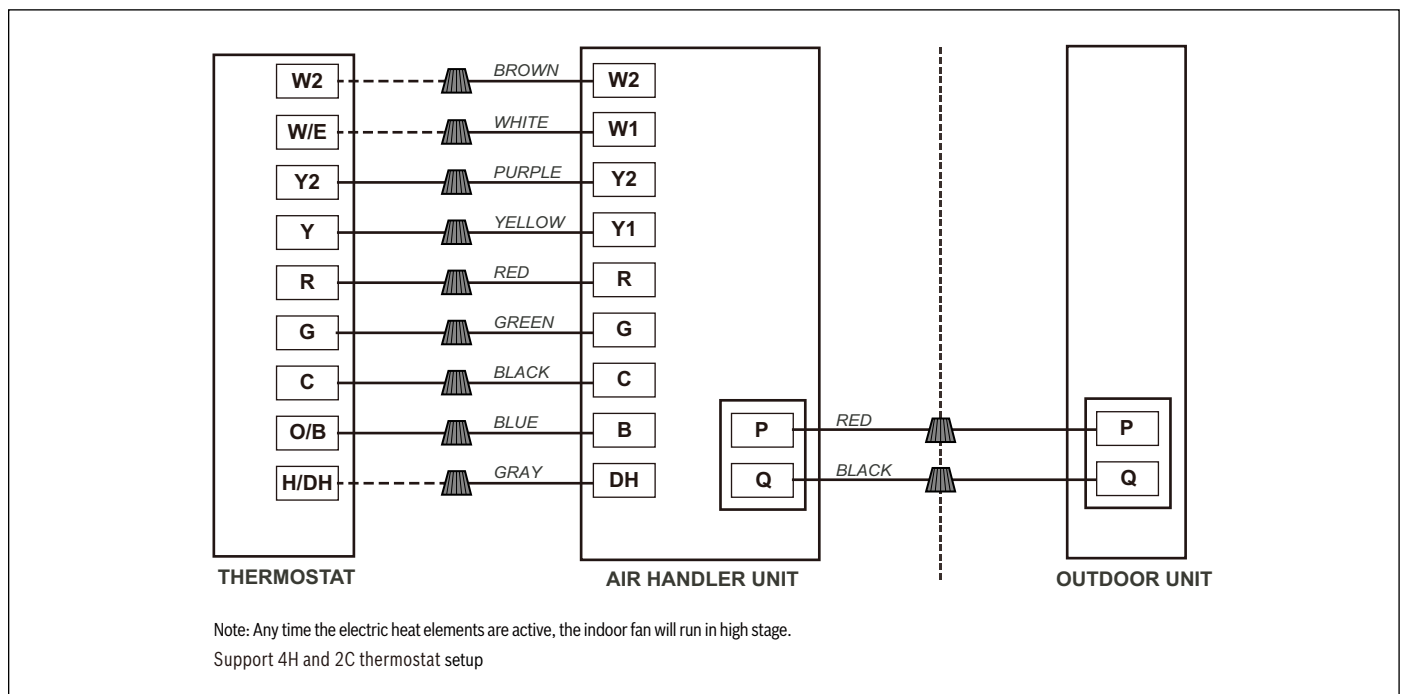 W2 BROWN W2
W/E WHITE W1
Y2 PURPLE Y2
Y YELLOW Y1
R RED R
G GREEN G
C BLACK C
O/B BLUE B P RED P
H/DH GRAY DH Q BLACK Q
THERMOSTAT AIR HANDLER UNIT OUTDOOR UNIT
Note: Any time the electric heat elements are active, the indoor fan will run in high stage.
Support 4H and 2C thermostat setup